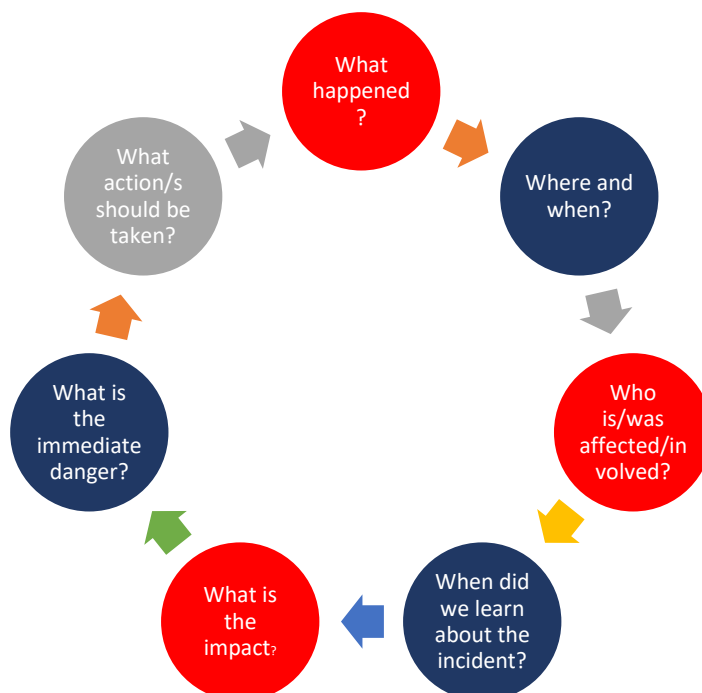 What
happened
?
Where and
when?
Who
is/was
affected/in
volved?
When did
we learn
about the
incident?
What is
the
impact?
What is
the
immediate
danger?
What
action/s
should be
taken?